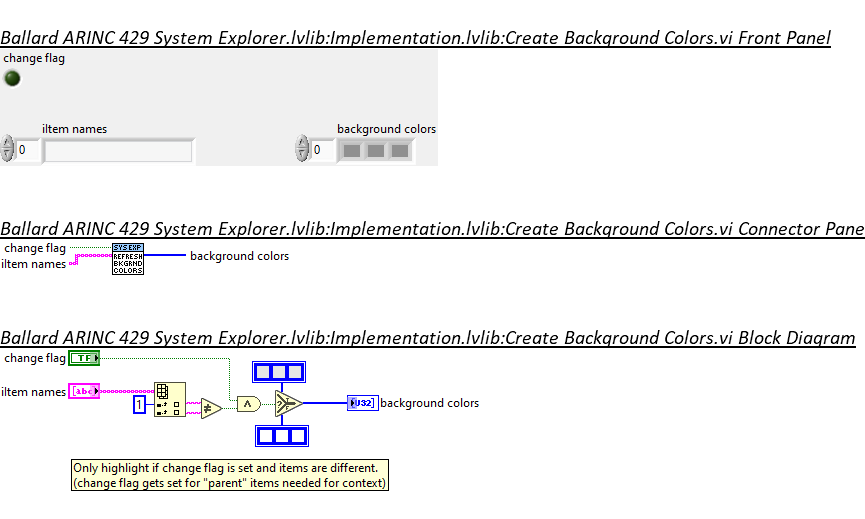 Ballard ARINC 429 System Explorer.lvlib:Implementation.lvlib:Create Background Colors.vi Front Panel
change flag
iItem names
background colors
0
0
Ballard ARINC 429 System Explorer.lvlib:Implementation.lvlib:Create Background Colors.vi Connector Pane
change flag
iItem names
SYS EXP
REFRESH
BKGRND
COLORS
background colors
Ballard ARINC 429 System Explorer.lvlib:Implementation.lvlib:Create Background Colors.vi Block Diagram
change flag
TF
iItem names
[abc
1
≠
∧
?
T
F
U32]
background colors
Only highlight if change flag is set and items are different.
(change flag gets set for "parent" items needed for context)